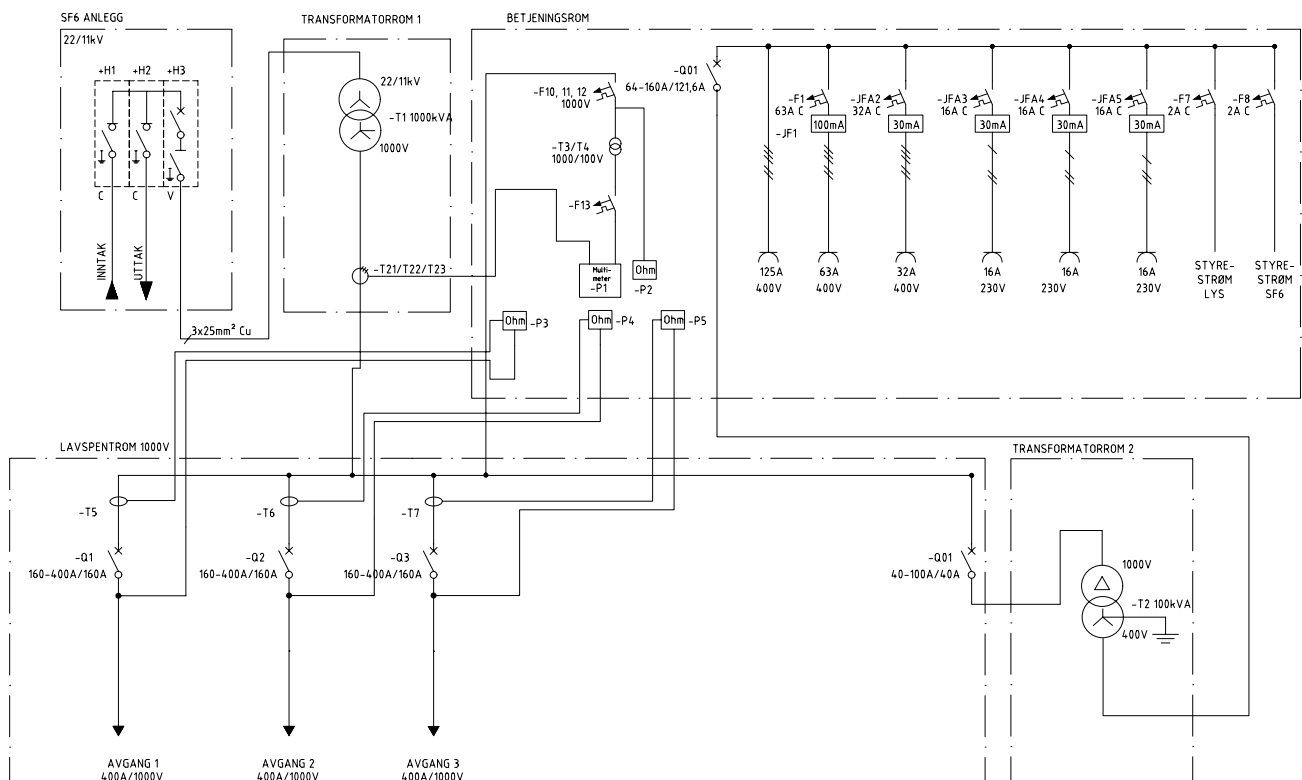 SF6 ANLEGG
22/11kV
+H1 +H2 +H3
C C V
INNTAK
UTTAK
3x25mm² Cu
TRANSFORMATORROM 1
22/11kV
-T1 1000kVA
1000V
-T21/T22/T23
BETJENINGSROM
-F10, 11, 12
1000V
-T3/T4
1000/100V
-F13
Multi-
meter
-P1
Ohm
-P2
Ohm -P3
Ohm -P4
Ohm -P5
-Q01
64-160A/121,6A
-JF1
125A
400V
-F1
63A C
100mA
63A
400V
-JFA2
32A C
30mA
32A
400V
-JFA3
16A C
30mA
16A
230V
-JFA4
16A C
30mA
16A
230V
-JFA5
16A C
30mA
16A
230V
-F7
2A C
STYRE-
STRØM
LYS
-F8
2A C
STYRE-
STRØM
SF6
LAVSPENTROM 1000V
-T5
-Q1
160-400A/160A
AVGANG 1
400A/1000V
-T6
-Q2
160-400A/160A
AVGANG 2
400A/1000V
-T7
-Q3
160-400A/160A
AVGANG 3
400A/1000V
-Q01
40-100A/40A
TRANSFORMATORROM 2
1000V
-T2 100kVA
400V